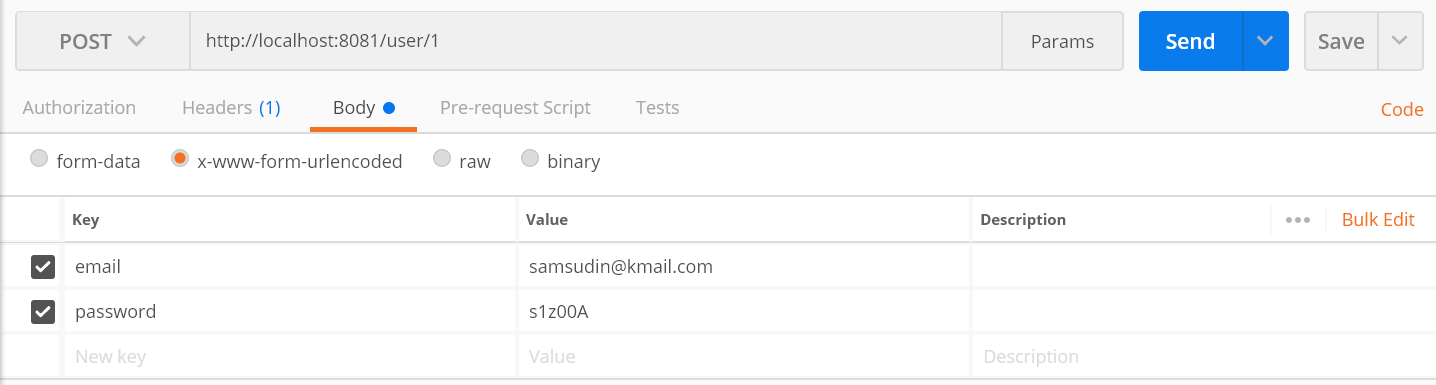 POST http://localhost:8081/user/1 Params Send Save
Authorization Headers (1) Body Pre-request Script Tests Code
form-data x-www-form-urlencoded raw binary
Key Value Description Bulk Edit
email samsudin@kmail.com
password s1z00A
New key Value Description